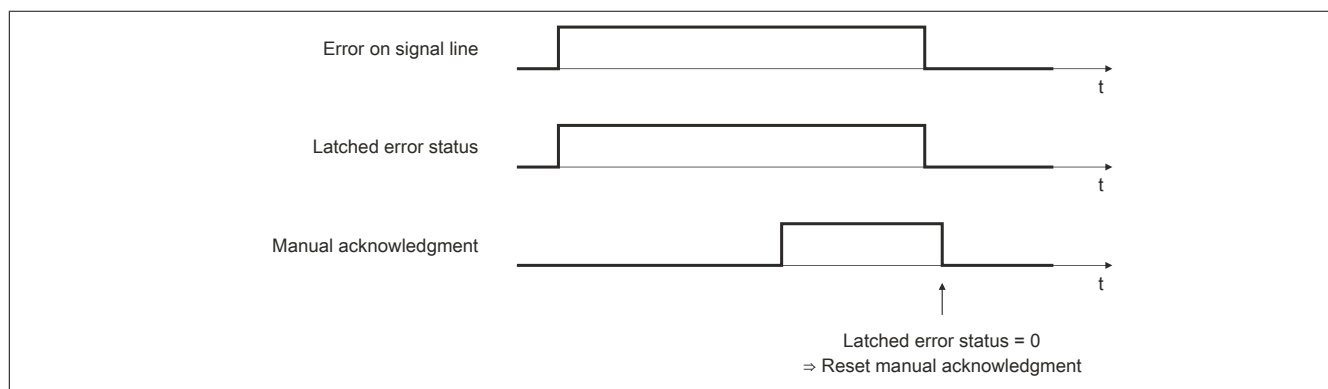 Error on signal line
t
Latched error status
t
Manual acknowledgment
t
Latched error status = 0
⇒ Reset manual acknowledgment